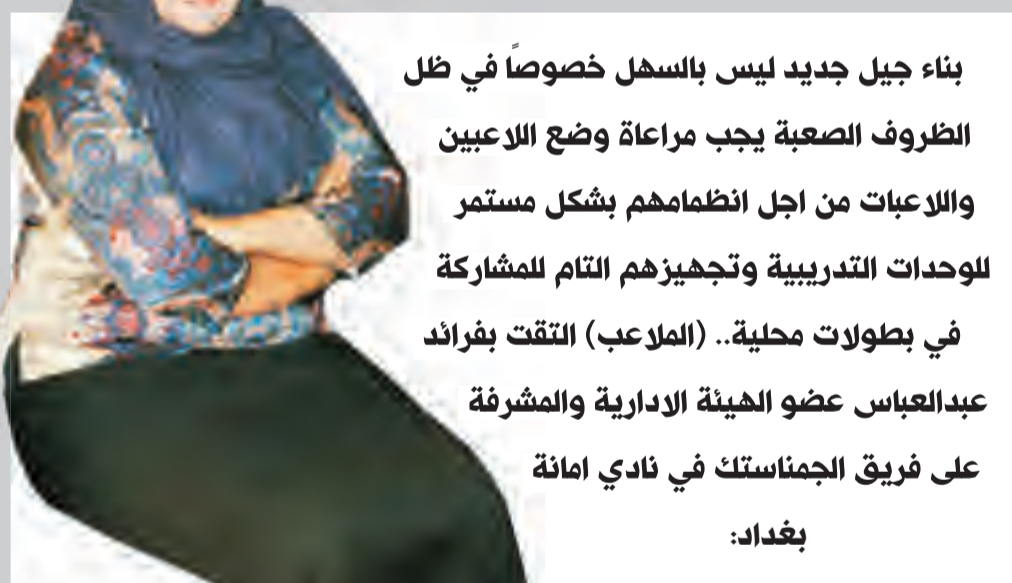 بناء جيل جديد ليس بالسهل خصوصاً في ظل
الظروف الصعبة يجب مراعاة وضع اللاعبين
واللاعبات من اجل انظمامهم بشكل مستمر
للوحدات التدريبية وتجهيزهم التام للمشاركة
في بطولات محلية.. (الملاعب) التقت بفرائد
عبدالعباس عضو الهيئة الادارية والمشرفة
على فريق الجمناستك في نادي امانة
بغداد: